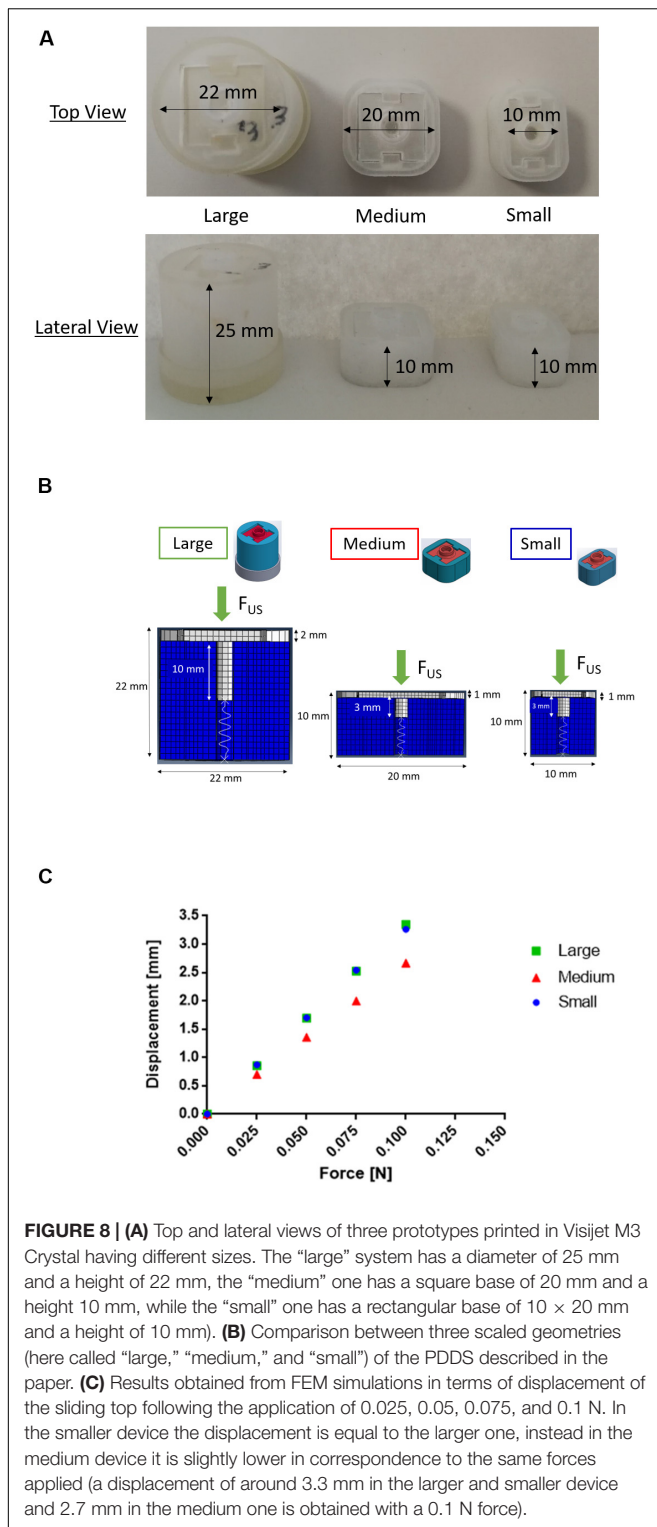 A
Top View
22 mm
20 mm
10 mm
Large
Medium
Small
Lateral View
25 mm
10 mm
10 mm
B
Large
Medium
Small
F_US
F_US
F_US
2 mm
10 mm
22 mm
22 mm
1 mm
3 mm
10 mm
20 mm
1 mm
3 mm
10 mm
10 mm
C
Displacement [mm]
3.5
3.0
2.5
2.0
1.5
1.0
0.5
0.0
0.000
0.025
0.050
0.075
0.100
0.125
0.150
Force [N]
Large
Medium
Small
FIGURE 8 | (A) Top and lateral views of three prototypes printed in Visijet M3
Crystal having different sizes. The “large” system has a diameter of 25 mm
and a height of 22 mm, the “medium” one has a square base of 20 mm and a
height 10 mm, while the “small” one has a rectangular base of 10 × 20 mm
and a height of 10 mm). (B) Comparison between three scaled geometries
(here called “large,” “medium,” and “small”) of the PDDS described in the
paper. (C) Results obtained from FEM simulations in terms of displacement of
the sliding top following the application of 0.025, 0.05, 0.075, and 0.1 N. In
the smaller device the displacement is equal to the larger one, instead in the
medium device it is slightly lower in correspondence to the same forces
applied (a displacement of around 3.3 mm in the larger and smaller device
and 2.7 mm in the medium one is obtained with a 0.1 N force).